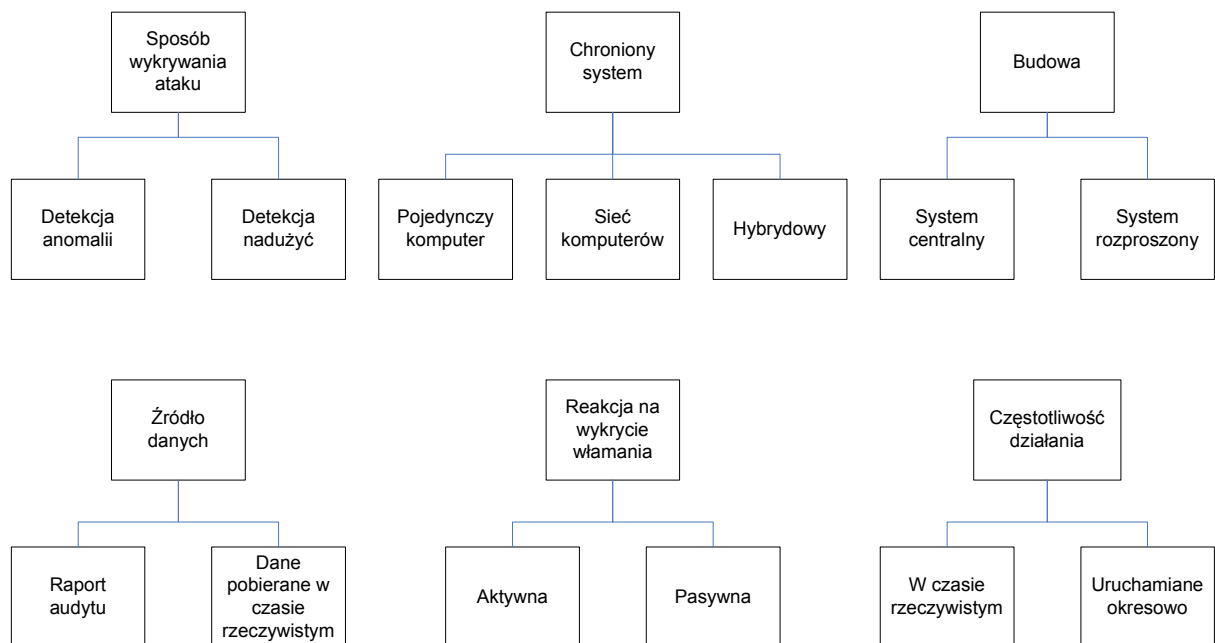 Sposób
wykrywania
ataku
Detekcja
anomalii
Detekcja
nadużyć
Chroniony
system
Pojedynczy
komputer
Sieć
komputerów
Hybrydowy
Budowa
System
centralny
System
rozproszony
Źródło
danych
Raport
audytu
Dane
pobierane w
czasie
rzeczywistym
Reakcja na
wykrycie
włamania
Aktywna
Pasywna
Częstotliwość
działania
W czasie
rzeczywistym
Uruchamiane
okresowo